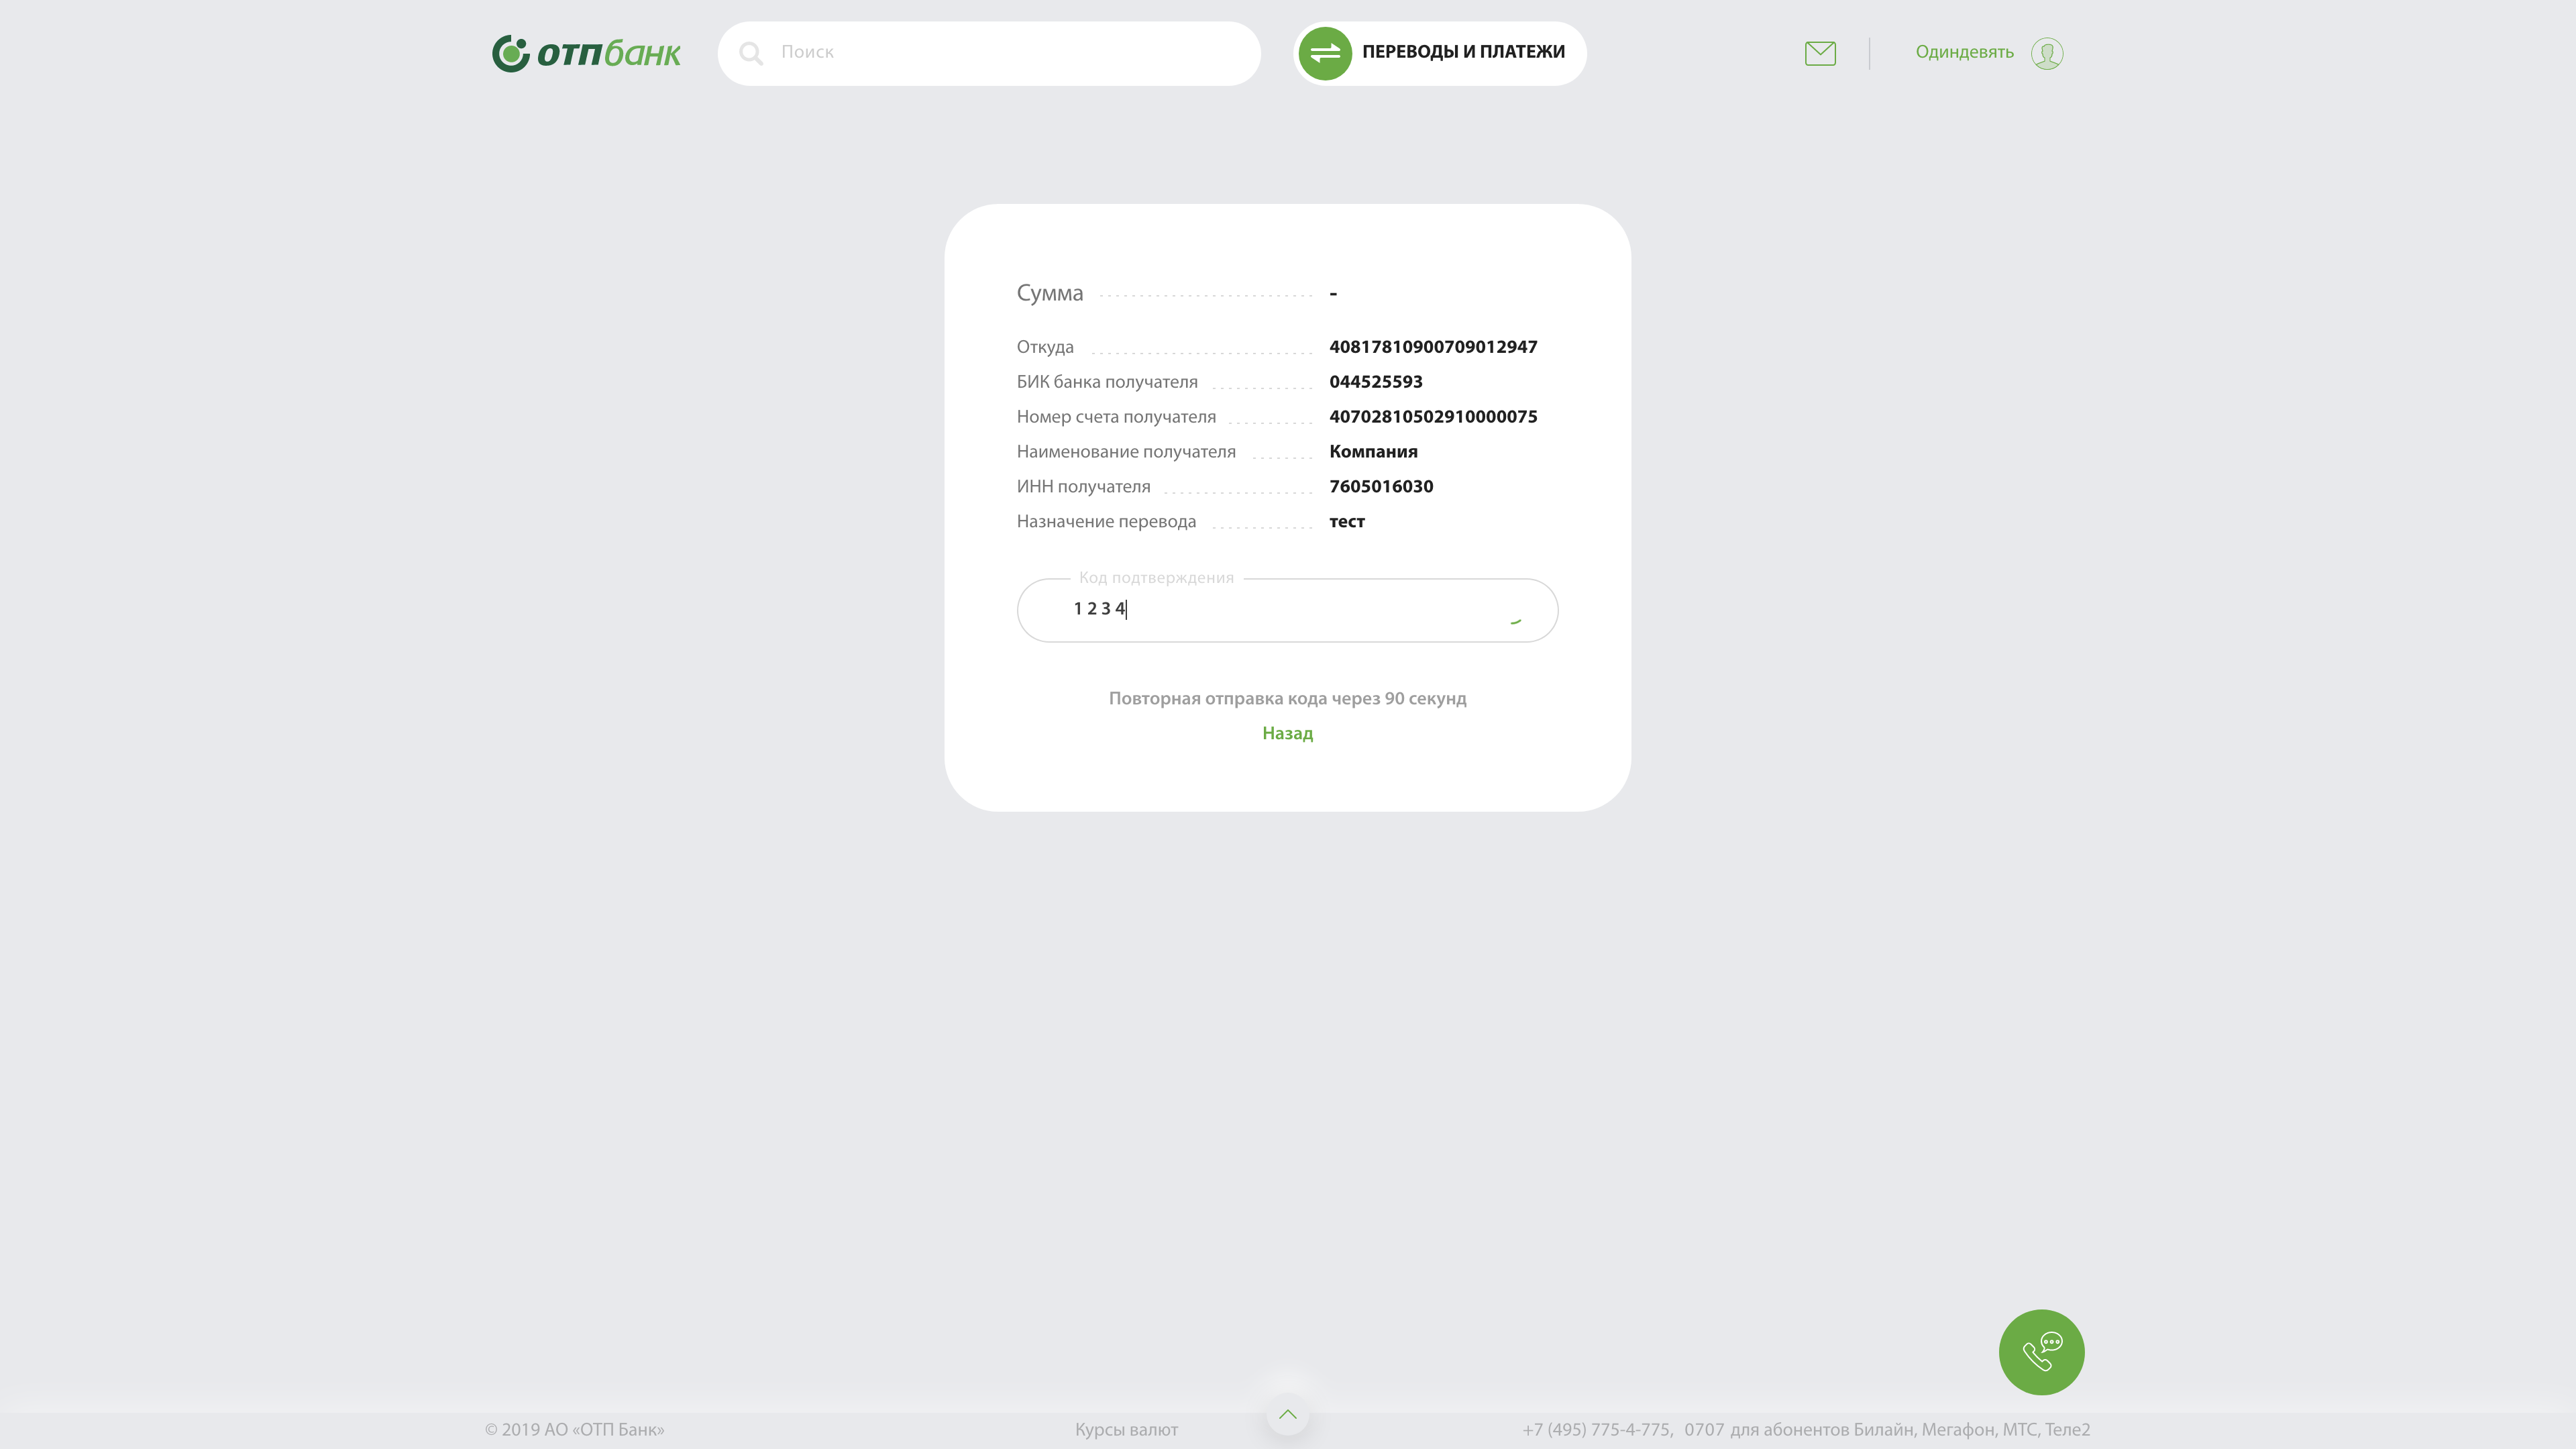 отпбанк
Поиск
ПЕРЕВОДЫ И ПЛАТЕЖИ
Одиндевять
Сумма -
Откуда 40817810900709012947
БИК банка получателя 044525593
Номер счета получателя 40702810502910000075
Наименование получателя Компания
ИНН получателя 7605016030
Назначение перевода тест
Код подтверждения
1 2 3 4
Повторная отправка кода через 90 секунд
Назад
© 2019 АО «ОТП Банк»
Курсы валют
+7 (495) 775-4-775, 0707 для абонентов Билайн, Мегафон, МТС, Теле2